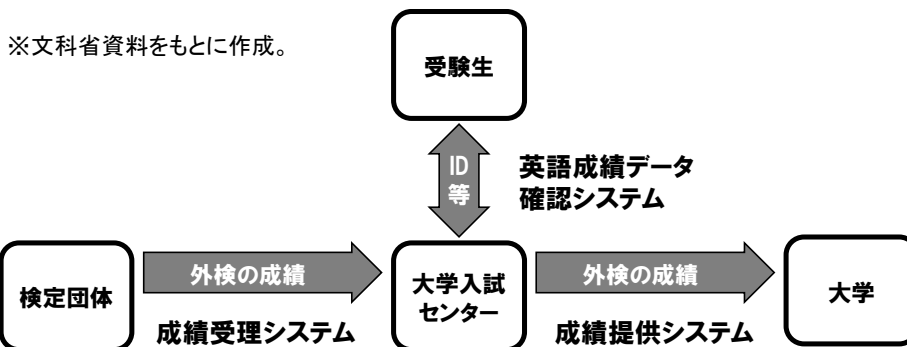 ※文科省資料をもとに作成。
受験生
ID
等
英語成績データ
確認システム
検定団体
外検の成績
成績受理システム
大学入試
センター
外検の成績
成績提供システム
大学